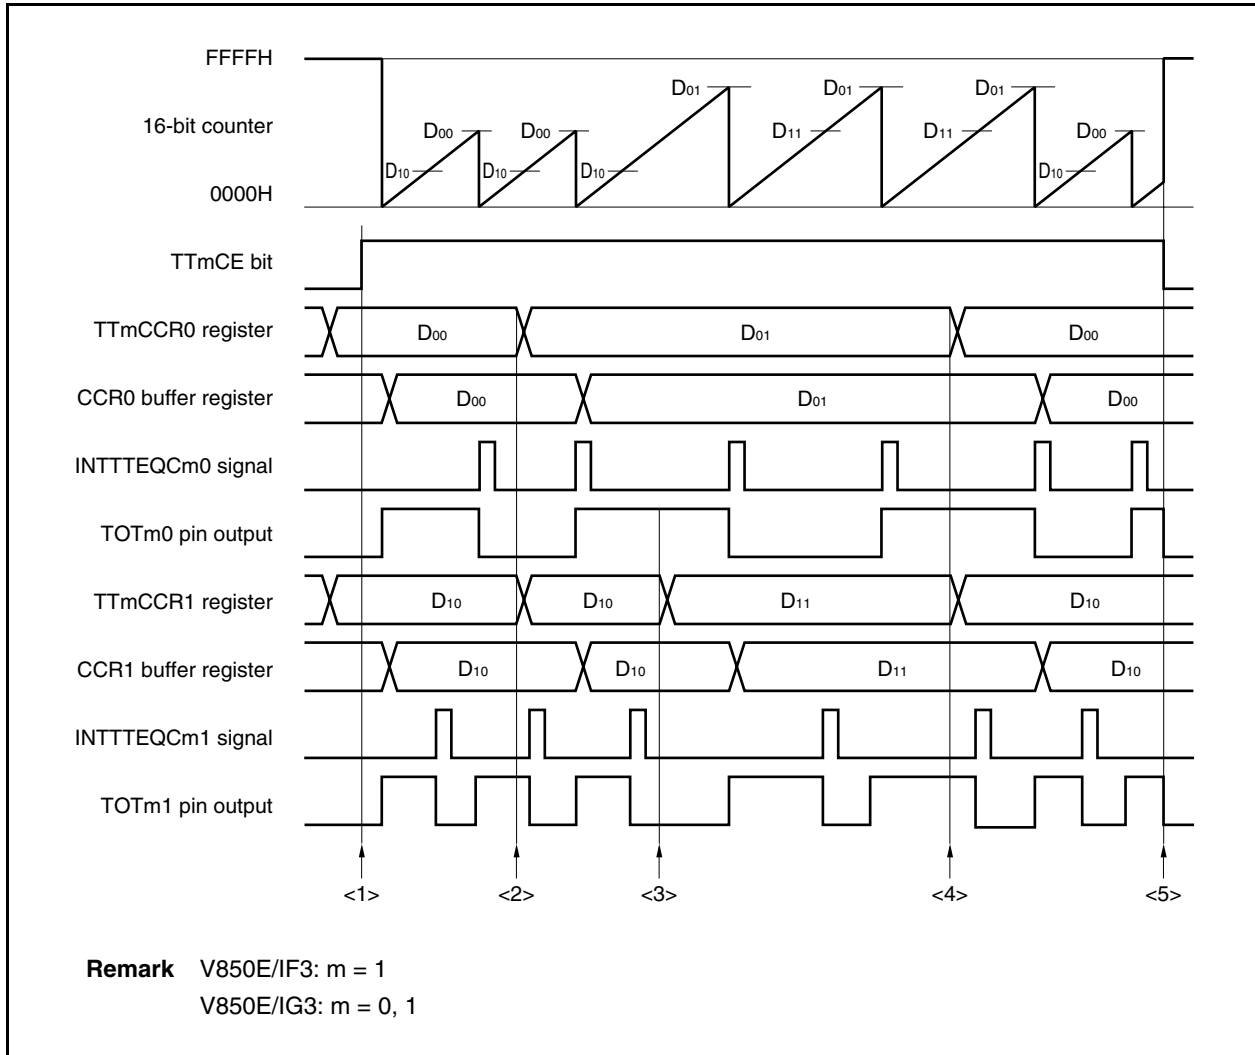 FFFFH
D01 D01 D01
16-bit counter
D00 D00 D11 D11 D00
D10 D10 D10 D10
0000H
TTmCE bit
TTmCCR0 register D00 D01 D00
CCR0 buffer register D00 D01 D00
INTTTEQCm0 signal
TOTm0 pin output
TTmCCR1 register D10 D10 D11 D10
CCR1 buffer register D10 D10 D11 D10
INTTTEQCm1 signal
TOTm1 pin output
<1> <2> <3> <4> <5>
Remark V850E/IF3: m = 1
V850E/IG3: m = 0, 1